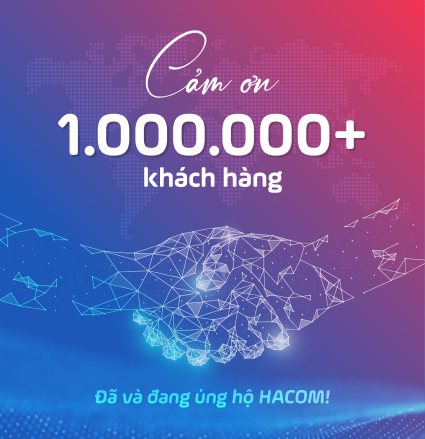 Cảm ơn
1.000.000+
khách hàng
Đã và đang ủng hộ HACOM!